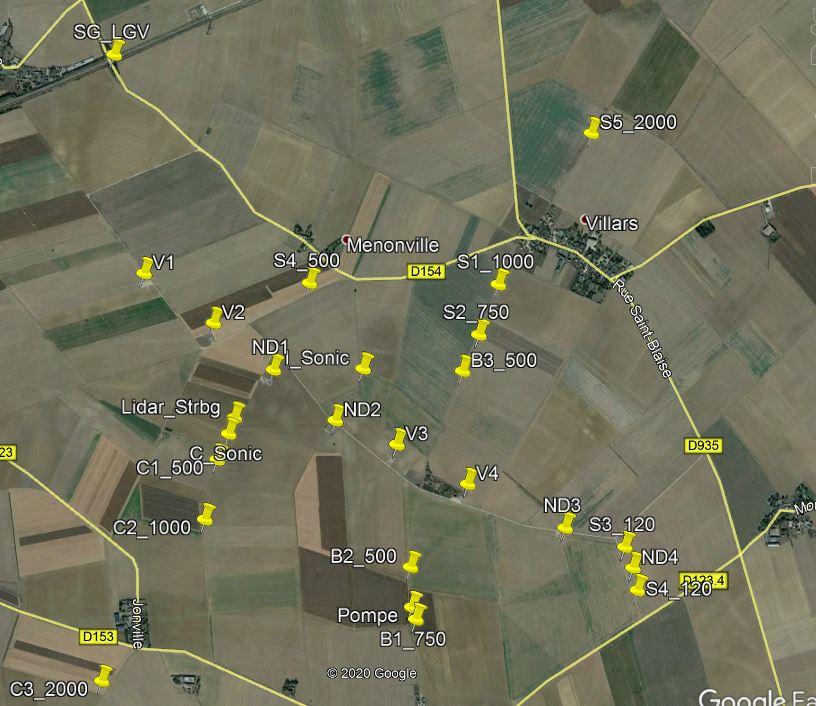 SG_LGV
S5_2000
Villars
Menonville
V1
S4_500
D154
S1_1000
V2
S2_750
Rue Saint-Blaise
ND1
I_Sonic
B3_500
Lidar_Strbg
ND2
V3
23
C_Sonic
C1_500
D935
V4
C2_1000
ND3
S3_120
B2_500
ND4
S4_120
Pompe
Jonville
D153
B1_750
© 2020 Google
C3_2000